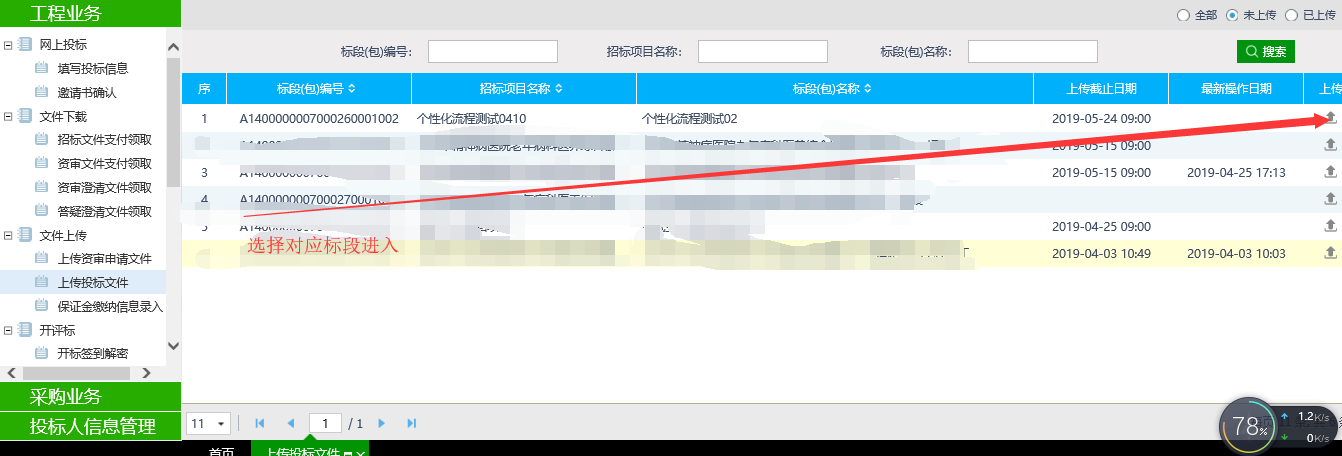 工程业务
网上投标
填写投标信息
邀请书确认
文件下载
招标文件支付领取
资审文件支付领取
资审澄清文件领取
答疑澄清文件领取
文件上传
上传资审申请文件
上传投标文件
保证金缴纳信息录入
开评标
开标签到解密
采购业务
投标人信息管理
全部 未上传 已上传
标段(包)编号: 招标项目名称: 标段(包)名称: 搜索
序 标段(包)编号 招标项目名称 标段(包)名称 上传截止日期 最新操作日期 上传
1 A1400000007000260001002 个性化流程测试0410 个性化流程测试02 2019-05-24 09:00
2019-05-15 09:00
3 2019-05-15 09:00 2019-04-25 17:13
4
5 2019-04-25 09:00
选择对应标段进入
2019-04-03 10:49 2019-04-03 10:03
11 1 / 1
78% 1.2K/s
0K/s
首页 上传投标文件